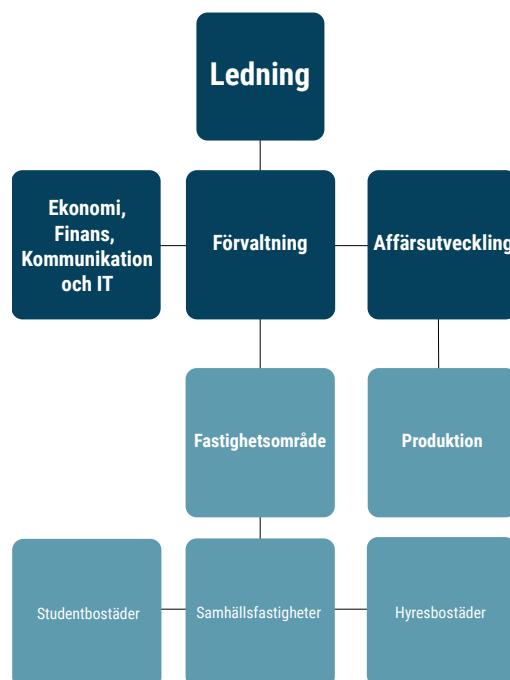 Ledning
Ekonomi,
Finans,
Kommunikation
och IT
Förvaltning
Affärsutveckling
Fastighetsområde
Produktion
Studentbostäder
Samhällsfastigheter
Hyresbostäder